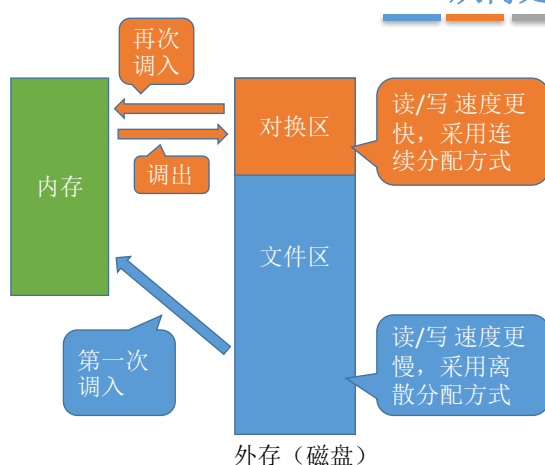 再次
调入
内存
调出
对换区
读/写 速度更
快，采用连
续分配方式
文件区
第一次
调入
读/写 速度更
慢，采用离
散分配方式
外存（磁盘）